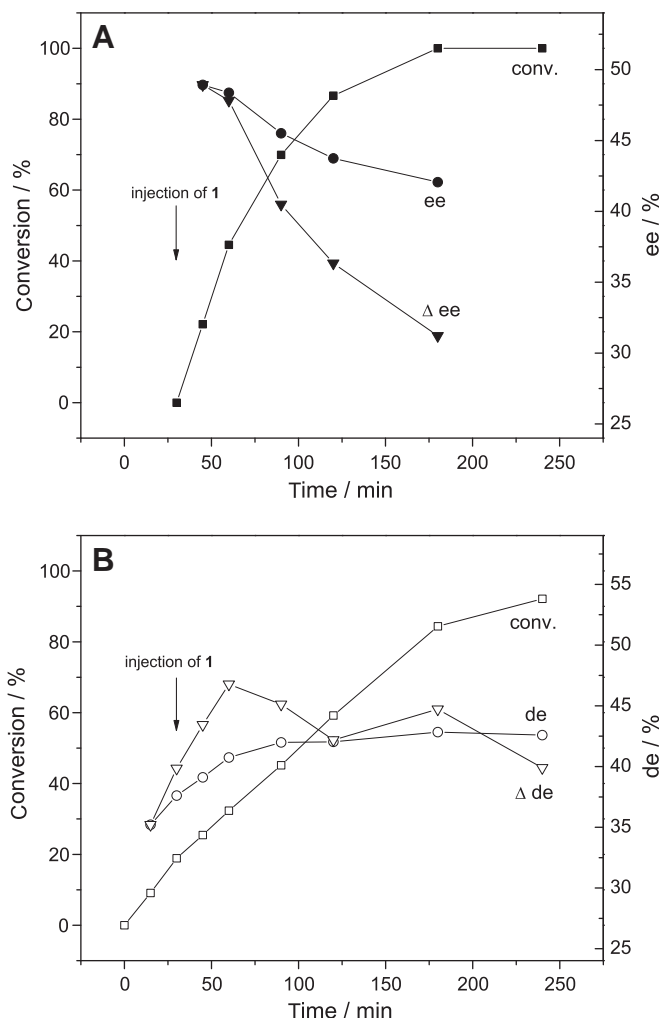 A
conv.
injection of 1
ee
Δ ee
Conversion / %
100
80
60
40
20
0
ee / %
50
45
40
35
30
25
0 50 100 150 200 250
Time / min
B
conv.
injection of 1
de
Δ de
Conversion / %
100
80
60
40
20
0
de / %
55
50
45
40
35
30
25
0 50 100 150 200 250
Time / min